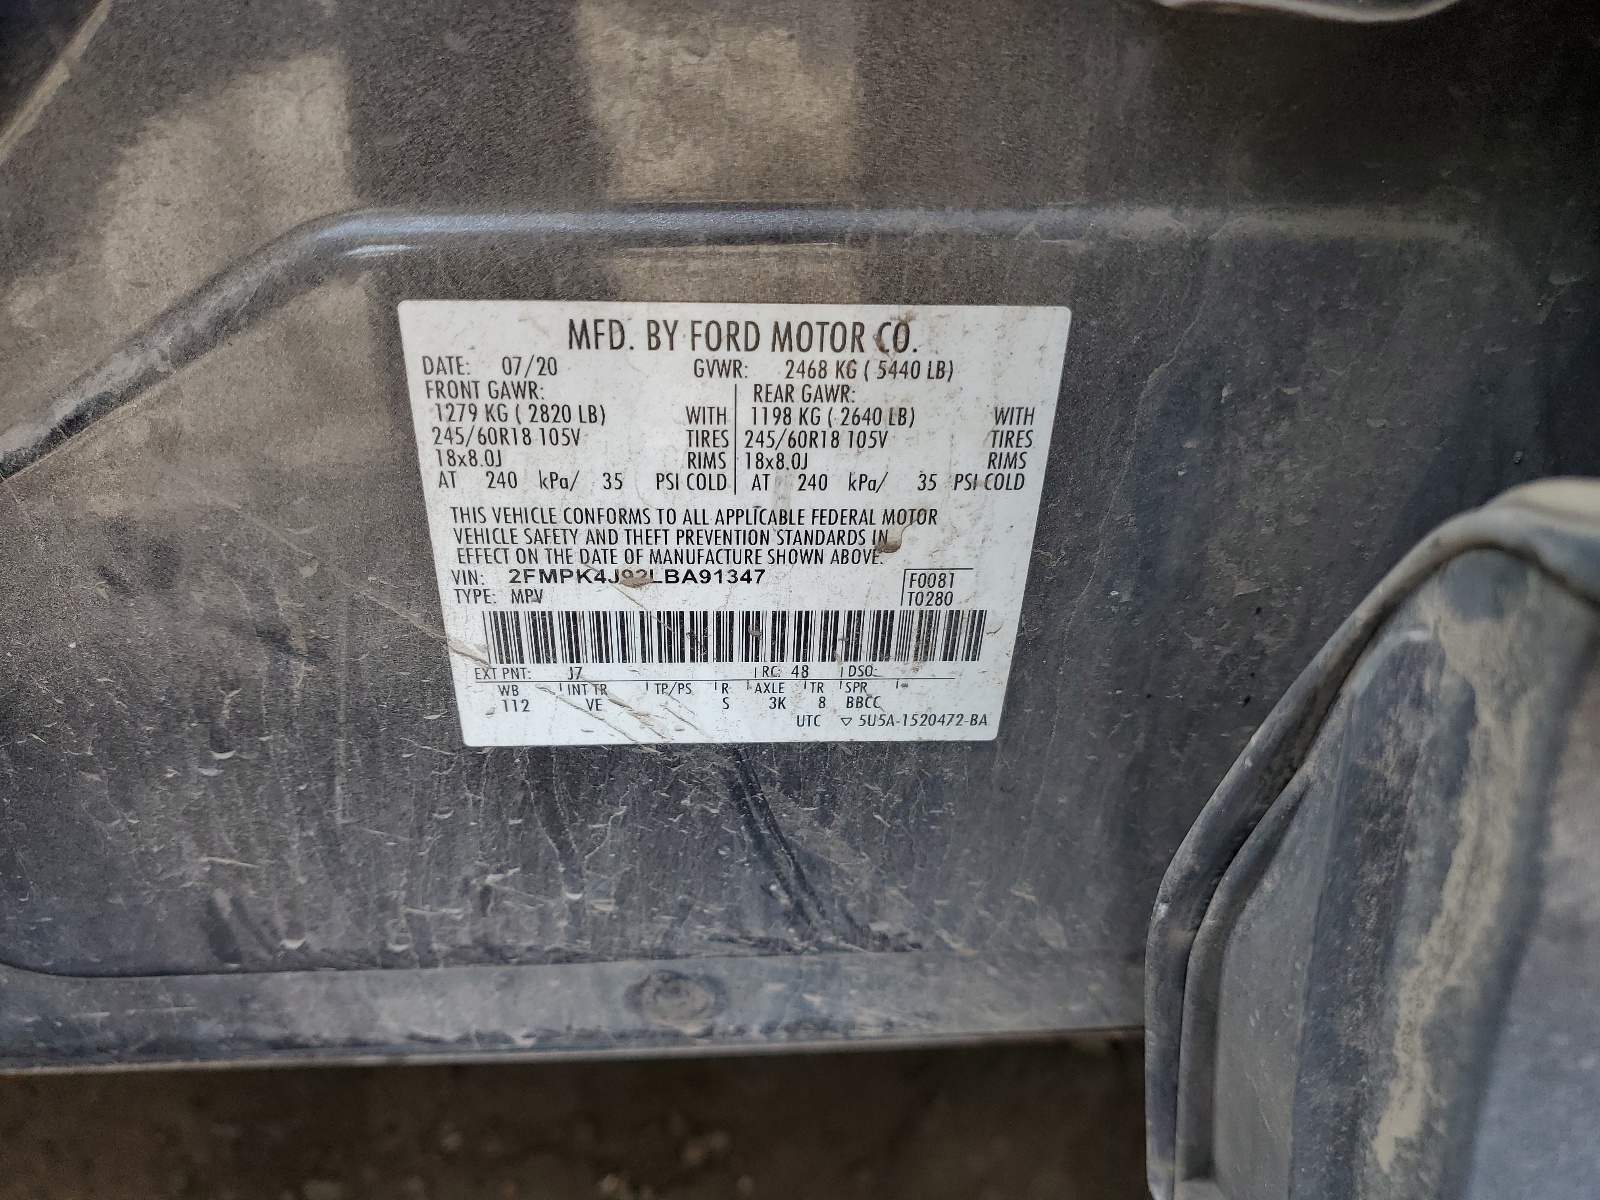 MFD. BY FORD MOTOR CO.
DATE: 07/20 GVWR: 2468 KG ( 5440 LB)
FRONT GAWR: REAR GAWR:
1279 KG ( 2820 LB) WITH 1198 KG ( 2640 LB) WITH
245/60R18 105V TIRES 245/60R18 105V TIRES
18x8.0J RIMS 18x8.0J RIMS
AT 240 kPa/ 35 PSI COLD AT 240 kPa/ 35 PSI COLD
THIS VEHICLE CONFORMS TO ALL APPLICABLE FEDERAL MOTOR
VEHICLE SAFETY AND THEFT PREVENTION STANDARDS IN
EFFECT ON THE DATE OF MANUFACTURE SHOWN ABOVE.
VIN: 2FMPK4J92LBA91347 F0081
TYPE: MPV T0280
EXT PNT: J7 RC: 48 DSO:
WB INT TR TP/PS R AXLE TR SPR
112 VE S 3K 8 BBCC
UTC ▽ 5U5A-1520472-BA